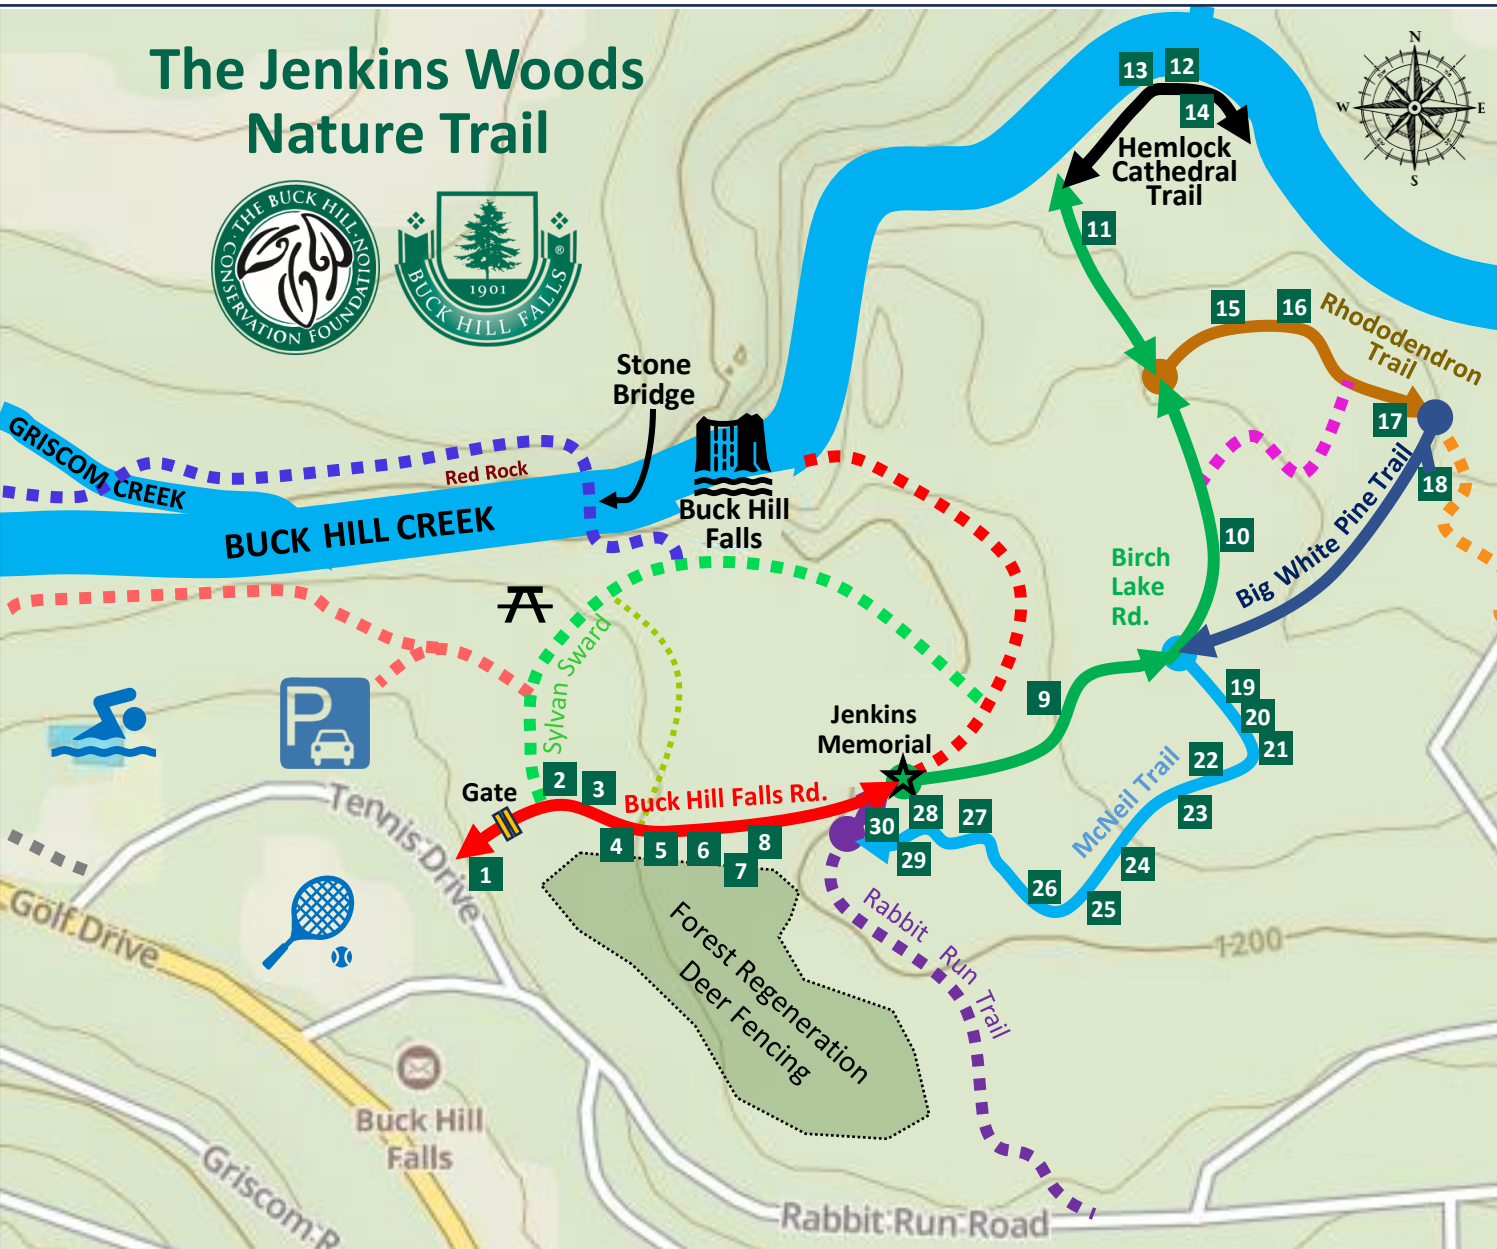 The Jenkins Woods
Nature Trail
THE BUCK HILL
CONSERVATION FOUNDATION
1901
BUCK HILL FALLS
®
N
W
E
S
13
12
14
Hemlock
Cathedral
Trail
11
15
16
Rhododendron
Trail
17
18
Stone
Bridge
GRISCOM CREEK
Red Rock
BUCK HILL CREEK
Buck Hill
Falls
10
Birch
Lake
Rd.
Big White Pine Trail
Sylvan Sward
9
19
20
21
22
23
24
25
26
27
28
29
30
McNeil Trail
Jenkins
Memorial
P
Gate
2
3
Buck Hill Falls Rd.
1
4
5
6
7
8
Tennis Drive
Golf Drive
Forest Regeneration
Deer Fencing
Rabbit Run Trail
1200
Buck Hill
Falls
Griscom R
Rabbit Run Road